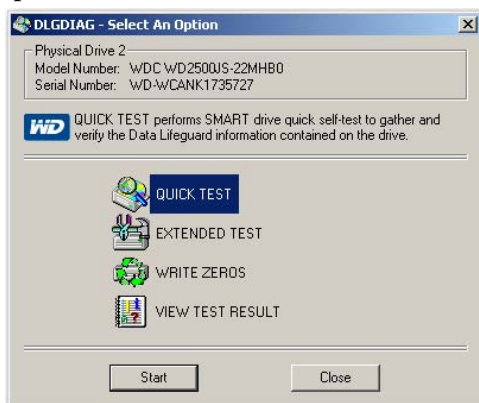 DLGDIAG - Select An Option
Physical Drive 2
Model Number: WDC WD2500JS-22MHB0
Serial Number: WD-WCANK1735727
WD
QUICK TEST performs SMART drive quick self-test to gather and
verify the Data Lifeguard information contained on the drive.
QUICK TEST
EXTENDED TEST
WRITE ZEROS
VIEW TEST RESULT
Start
Close